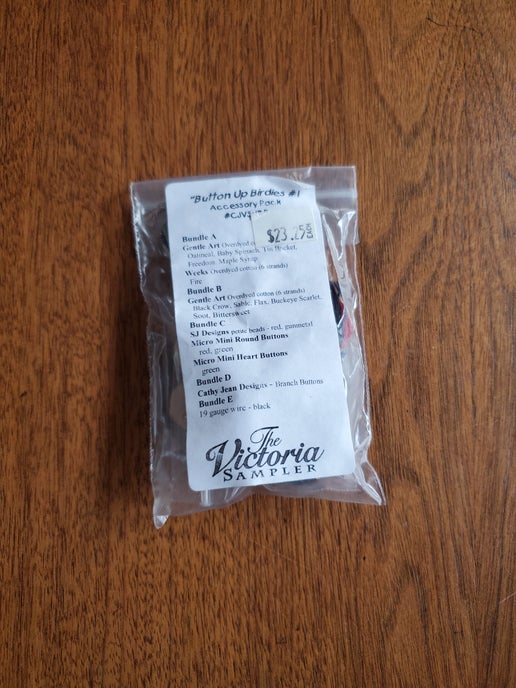 "Button Up Birdies #1
Accessory Pack
$23.25
Bundle A
Gentle Art Overdyed
Oatmeal, Baby Spinach, Tin Bucket,
Freedom, Maple Syrup
Weeks Overdyed cotton (6 strands)
Fire
Bundle B
Gentle Art Overdyed cotton (6 strands)
Black Crow, Sable, Flax, Buckeye Scarlet,
Soot, Bittersweet
Bundle C
SJ Designs petite beads - red, gunmetal
Micro Mini Round Buttons
red, green
Micro Mini Heart Buttons
green
Bundle D
Cathy Jean Designs - Branch Buttons
Bundle E
19 gauge wire - black
The
Victoria
SAMPLER